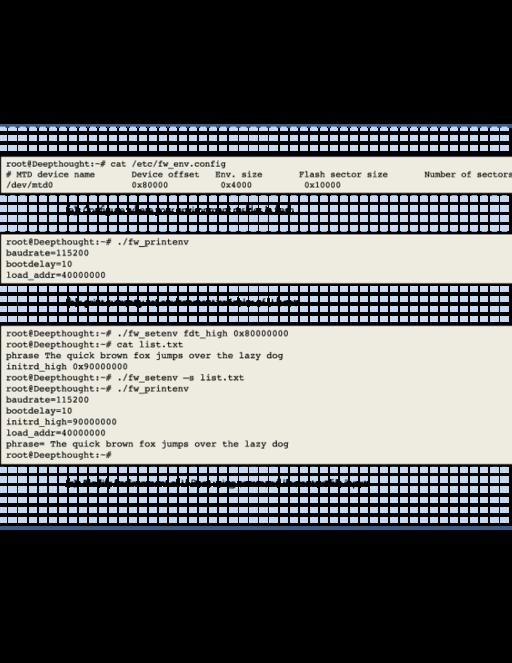 root@Deepthought:~# cat /etc/fw_env.config
# MTD device name Device offset Env. size Flash sector size Number of sectors
/dev/mtd0 0x80000 0x4000 0x10000
root@Deepthought:~# ./fw_printenv
baudrate=115200
bootdelay=10
load_addr=40000000
root@Deepthought:~# ./fw_setenv fdt_high 0x80000000
root@Deepthought:~# cat list.txt
phrase The quick brown fox jumps over the lazy dog
initrd_high 0x90000000
root@Deepthought:~# ./fw_setenv –s list.txt
root@Deepthought:~# ./fw_printenv
baudrate=115200
bootdelay=10
initrd_high=90000000
load_addr=40000000
phrase= The quick brown fox jumps over the lazy dog
root@Deepthought:~#